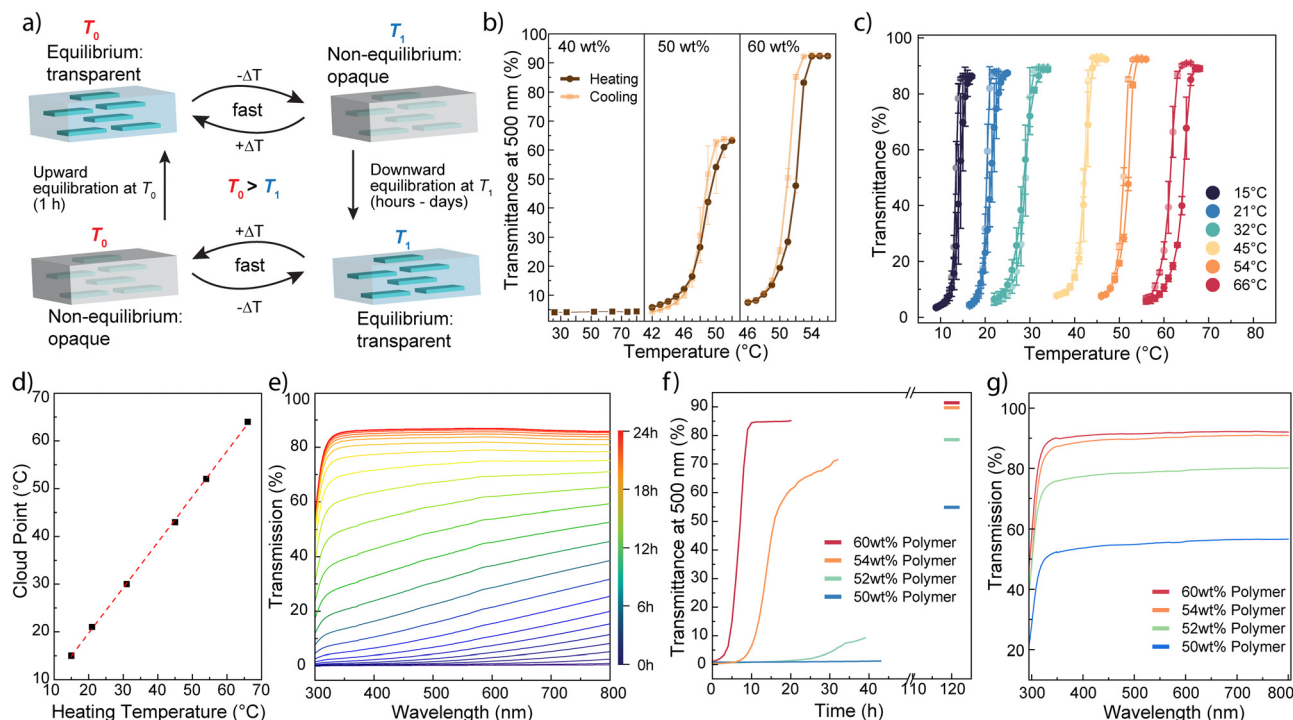 a)
T0
Equilibrium:
transparent
-ΔT
fast
+ΔT
T1
Non-equilibrium:
opaque
Upward
equilibration at T0
(1 h)
T0 > T1
Downward
equilibration at T1
(hours - days)
T0
+ΔT
fast
-ΔT
T1
Non-equilibrium:
opaque
Equilibrium:
transparent
b)
40 wt%
50 wt%
60 wt%
Heating
Cooling
Transmittance at 500 nm (%)
90
80
70
60
50
40
30
20
10
30
50
70
42
46
50
46
50
54
Temperature (°C)
c)
Transmittance (%)
100
80
60
40
20
0
15°C
21°C
32°C
45°C
54°C
66°C
10
20
30
40
50
60
70
80
Temperature (°C)
d)
Cloud Point (°C)
70
60
50
40
30
20
10
10
20
30
40
50
60
70
Heating Temperature (°C)
e)
Transmission (%)
100
80
60
40
20
0
24h
18h
12h
6h
0h
300
400
500
600
700
800
Wavelength (nm)
f)
Transmittance at 500 nm (%)
90
80
70
60
50
40
30
20
10
0
60wt% Polymer
54wt% Polymer
52wt% Polymer
50wt% Polymer
0
20
40
110
120
Time (h)
g)
Transmission (%)
100
80
60
40
20
60wt% Polymer
54wt% Polymer
52wt% Polymer
50wt% Polymer
300
400
500
600
700
800
Wavelength (nm)